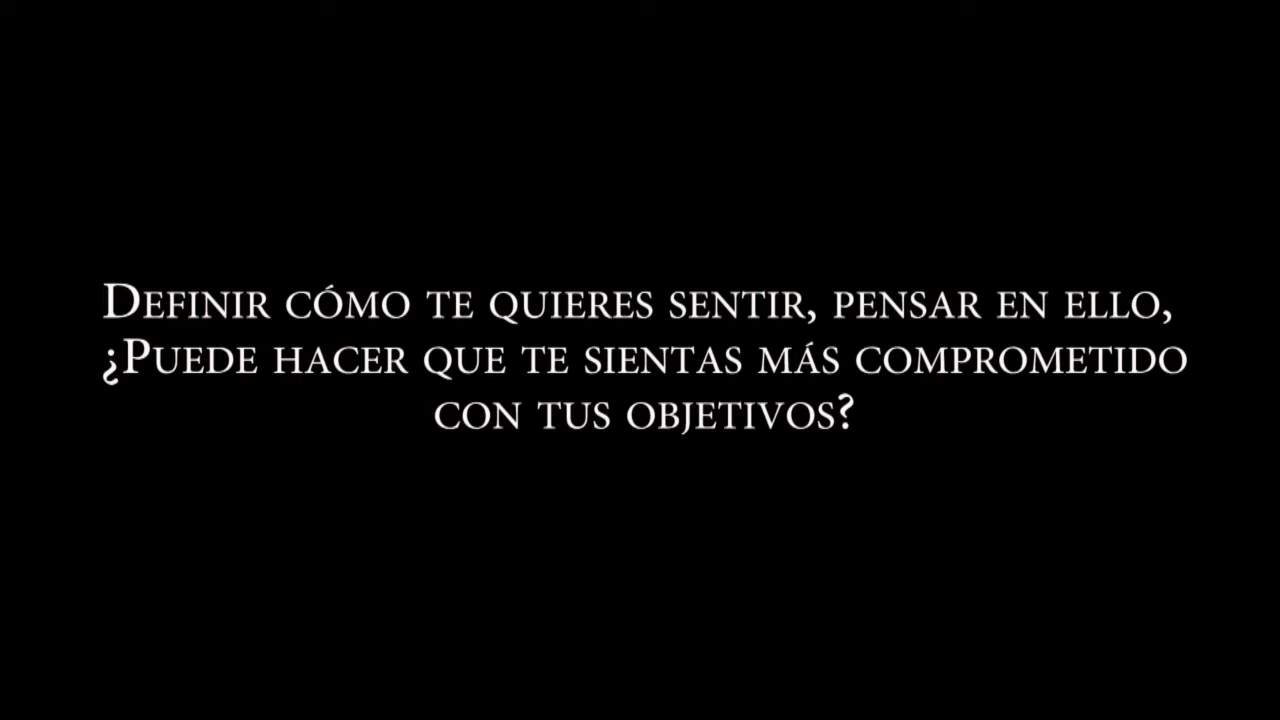 Definir cómo te quieres sentir, pensar en ello,
¿Puede hacer que te sientas más comprometido
con tus objetivos?